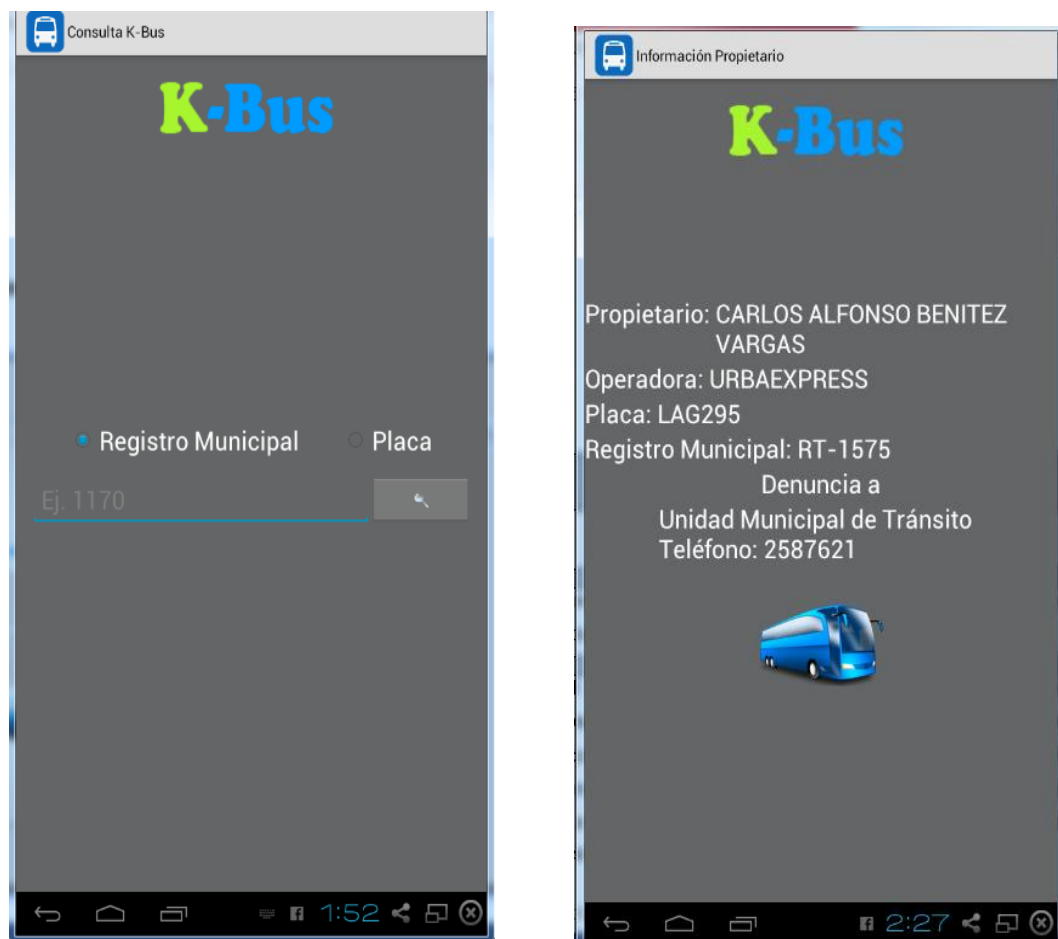 Consulta K-Bus
K-Bus
Registro Municipal
Placa
Ej. 1170
1:52
Información Propietario
K-Bus
Propietario: CARLOS ALFONSO BENITEZ
VARGAS
Operadora: URBAEXPRESS
Placa: LAG295
Registro Municipal: RT-1575
Denuncia a
Unidad Municipal de Tránsito
Teléfono: 2587621
2:27